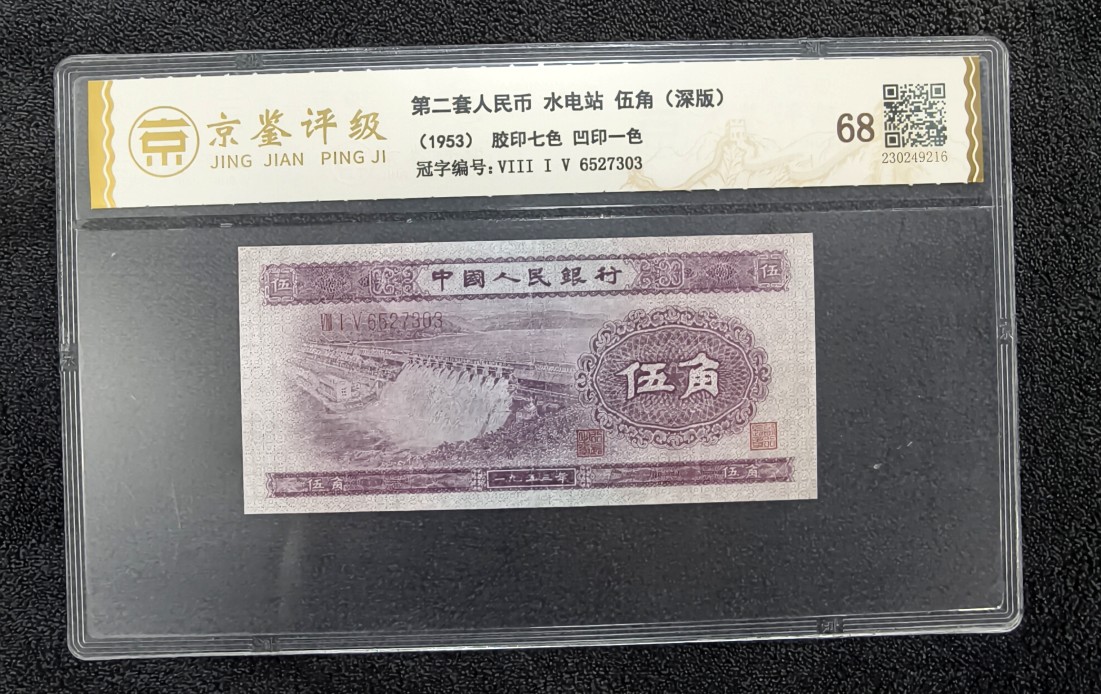 京鉴评级
JING JIAN PING JI
第二套人民币 水电站 伍角（深版）
（1953） 胶印七色 凹印一色
冠字编号:VIII I V 6527303
68
230249216
伍
中國人民銀行
伍
VIII I V 6527303
伍角
伍角
一九五三年
伍角